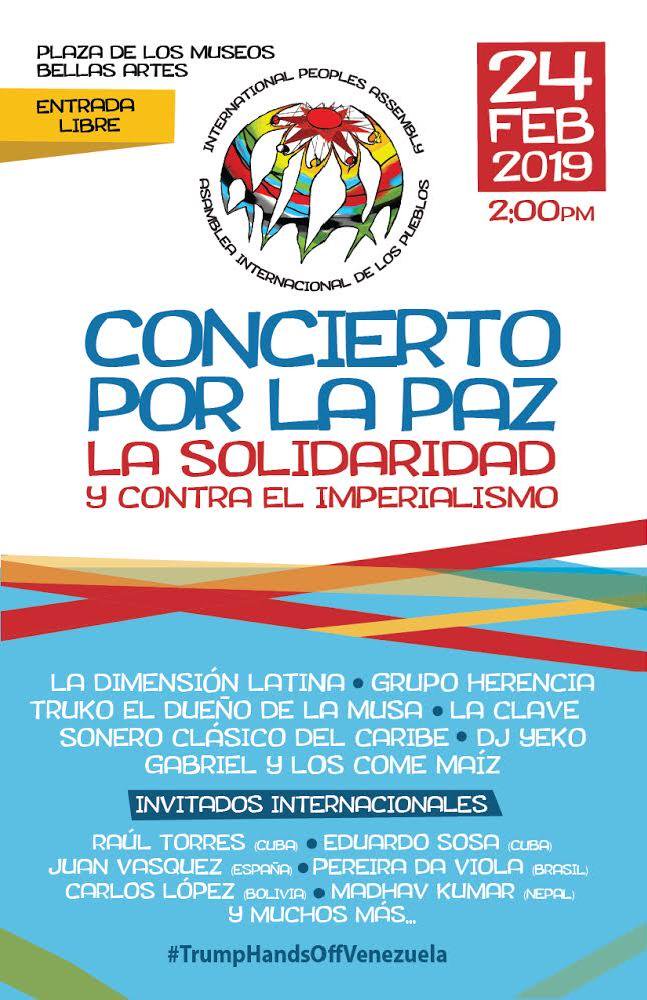 PLAZA DE LOS MUSEOS
BELLAS ARTES
ENTRADA
LIBRE
INTERNATIONAL PEOPLES ASSEMBLY
ASAMBLEA INTERNACIONAL DE LOS PUEBLOS
24
FEB
2019
2:00PM
CONCIERTO
POR LA PAZ
LA SOLIDARIDAD
Y CONTRA EL IMPERIALISMO
LA DIMENSIÓN LATINA • GRUPO HERENCIA
TRUKO EL DUEÑO DE LA MUSA • LA CLAVE
SONERO CLÁSICO DEL CARIBE • DJ YEKO
GABRIEL Y LOS COME MAÍZ
INVITADOS INTERNACIONALES
RAÚL TORRES (CUBA) • EDUARDO SOSA (CUBA)
JUAN VASQUEZ (ESPAÑA) • PEREIRA DA VIOLA (BRASIL)
CARLOS LÓPEZ (BOLIVIA) • MADHAV KUMAR (NEPAL)
Y MUCHOS MÁS...
#TrumpHandsOffVenezuela